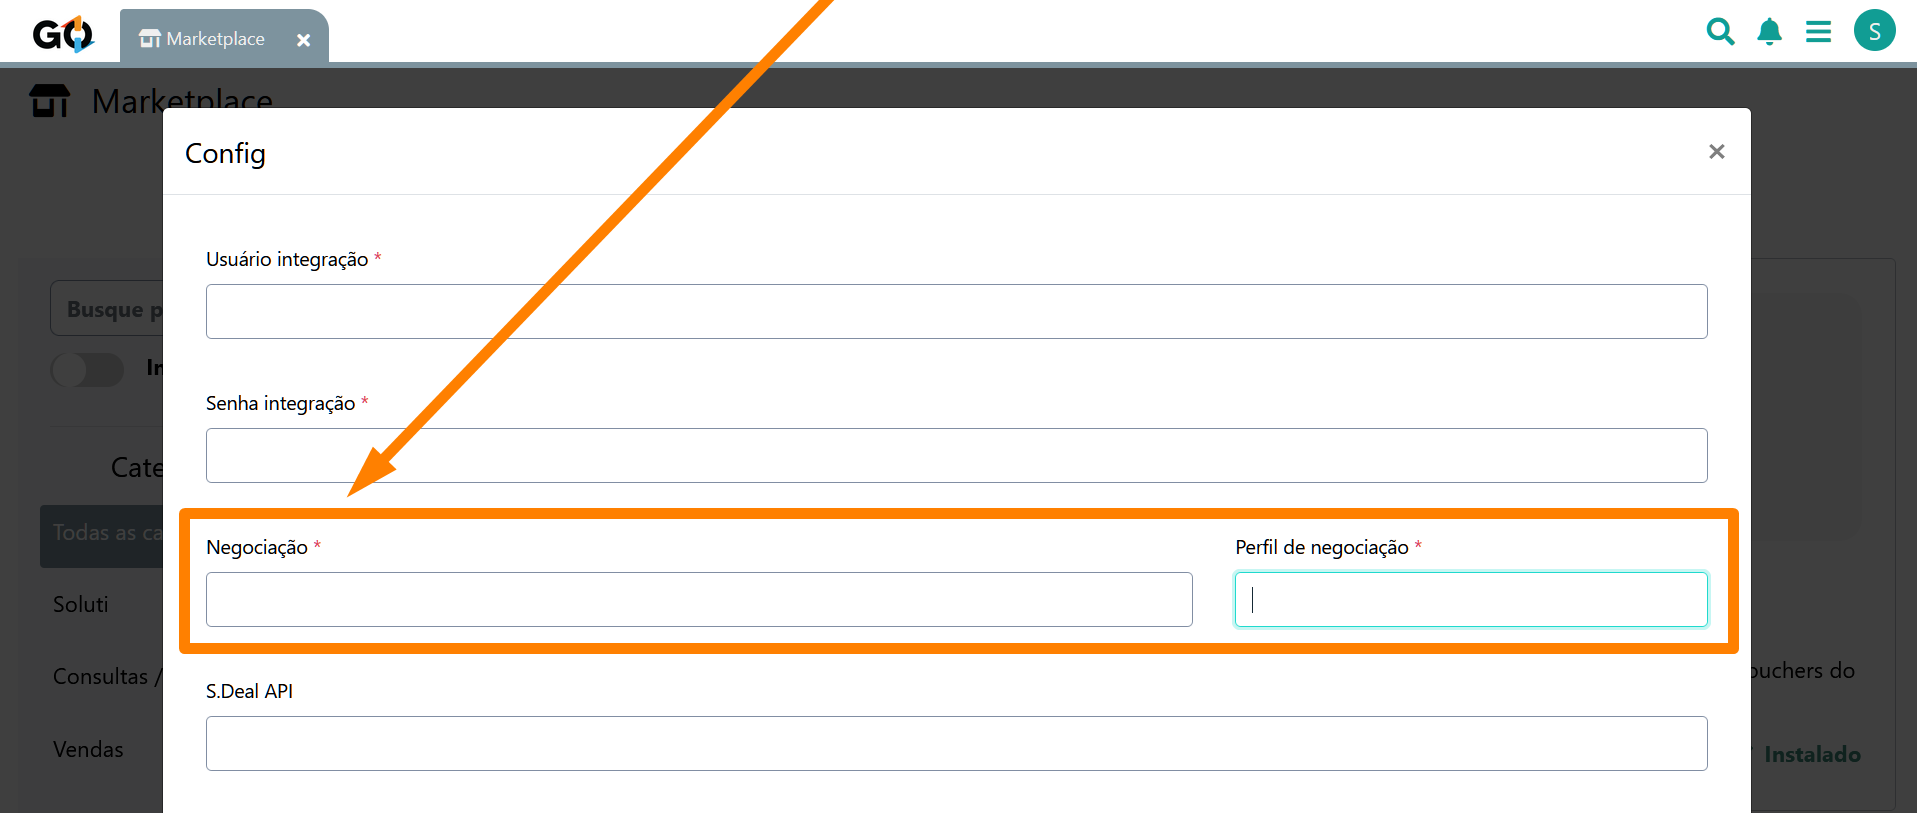 GO
Marketplace
S
Marketplace
Config
Usuário integração *
Busque p
Senha integração *
Cate
Todas as ca
Negociação *
Perfil de negociação *
Soluti
Consultas /
ouchers do
S.Deal API
Vendas
Instalado